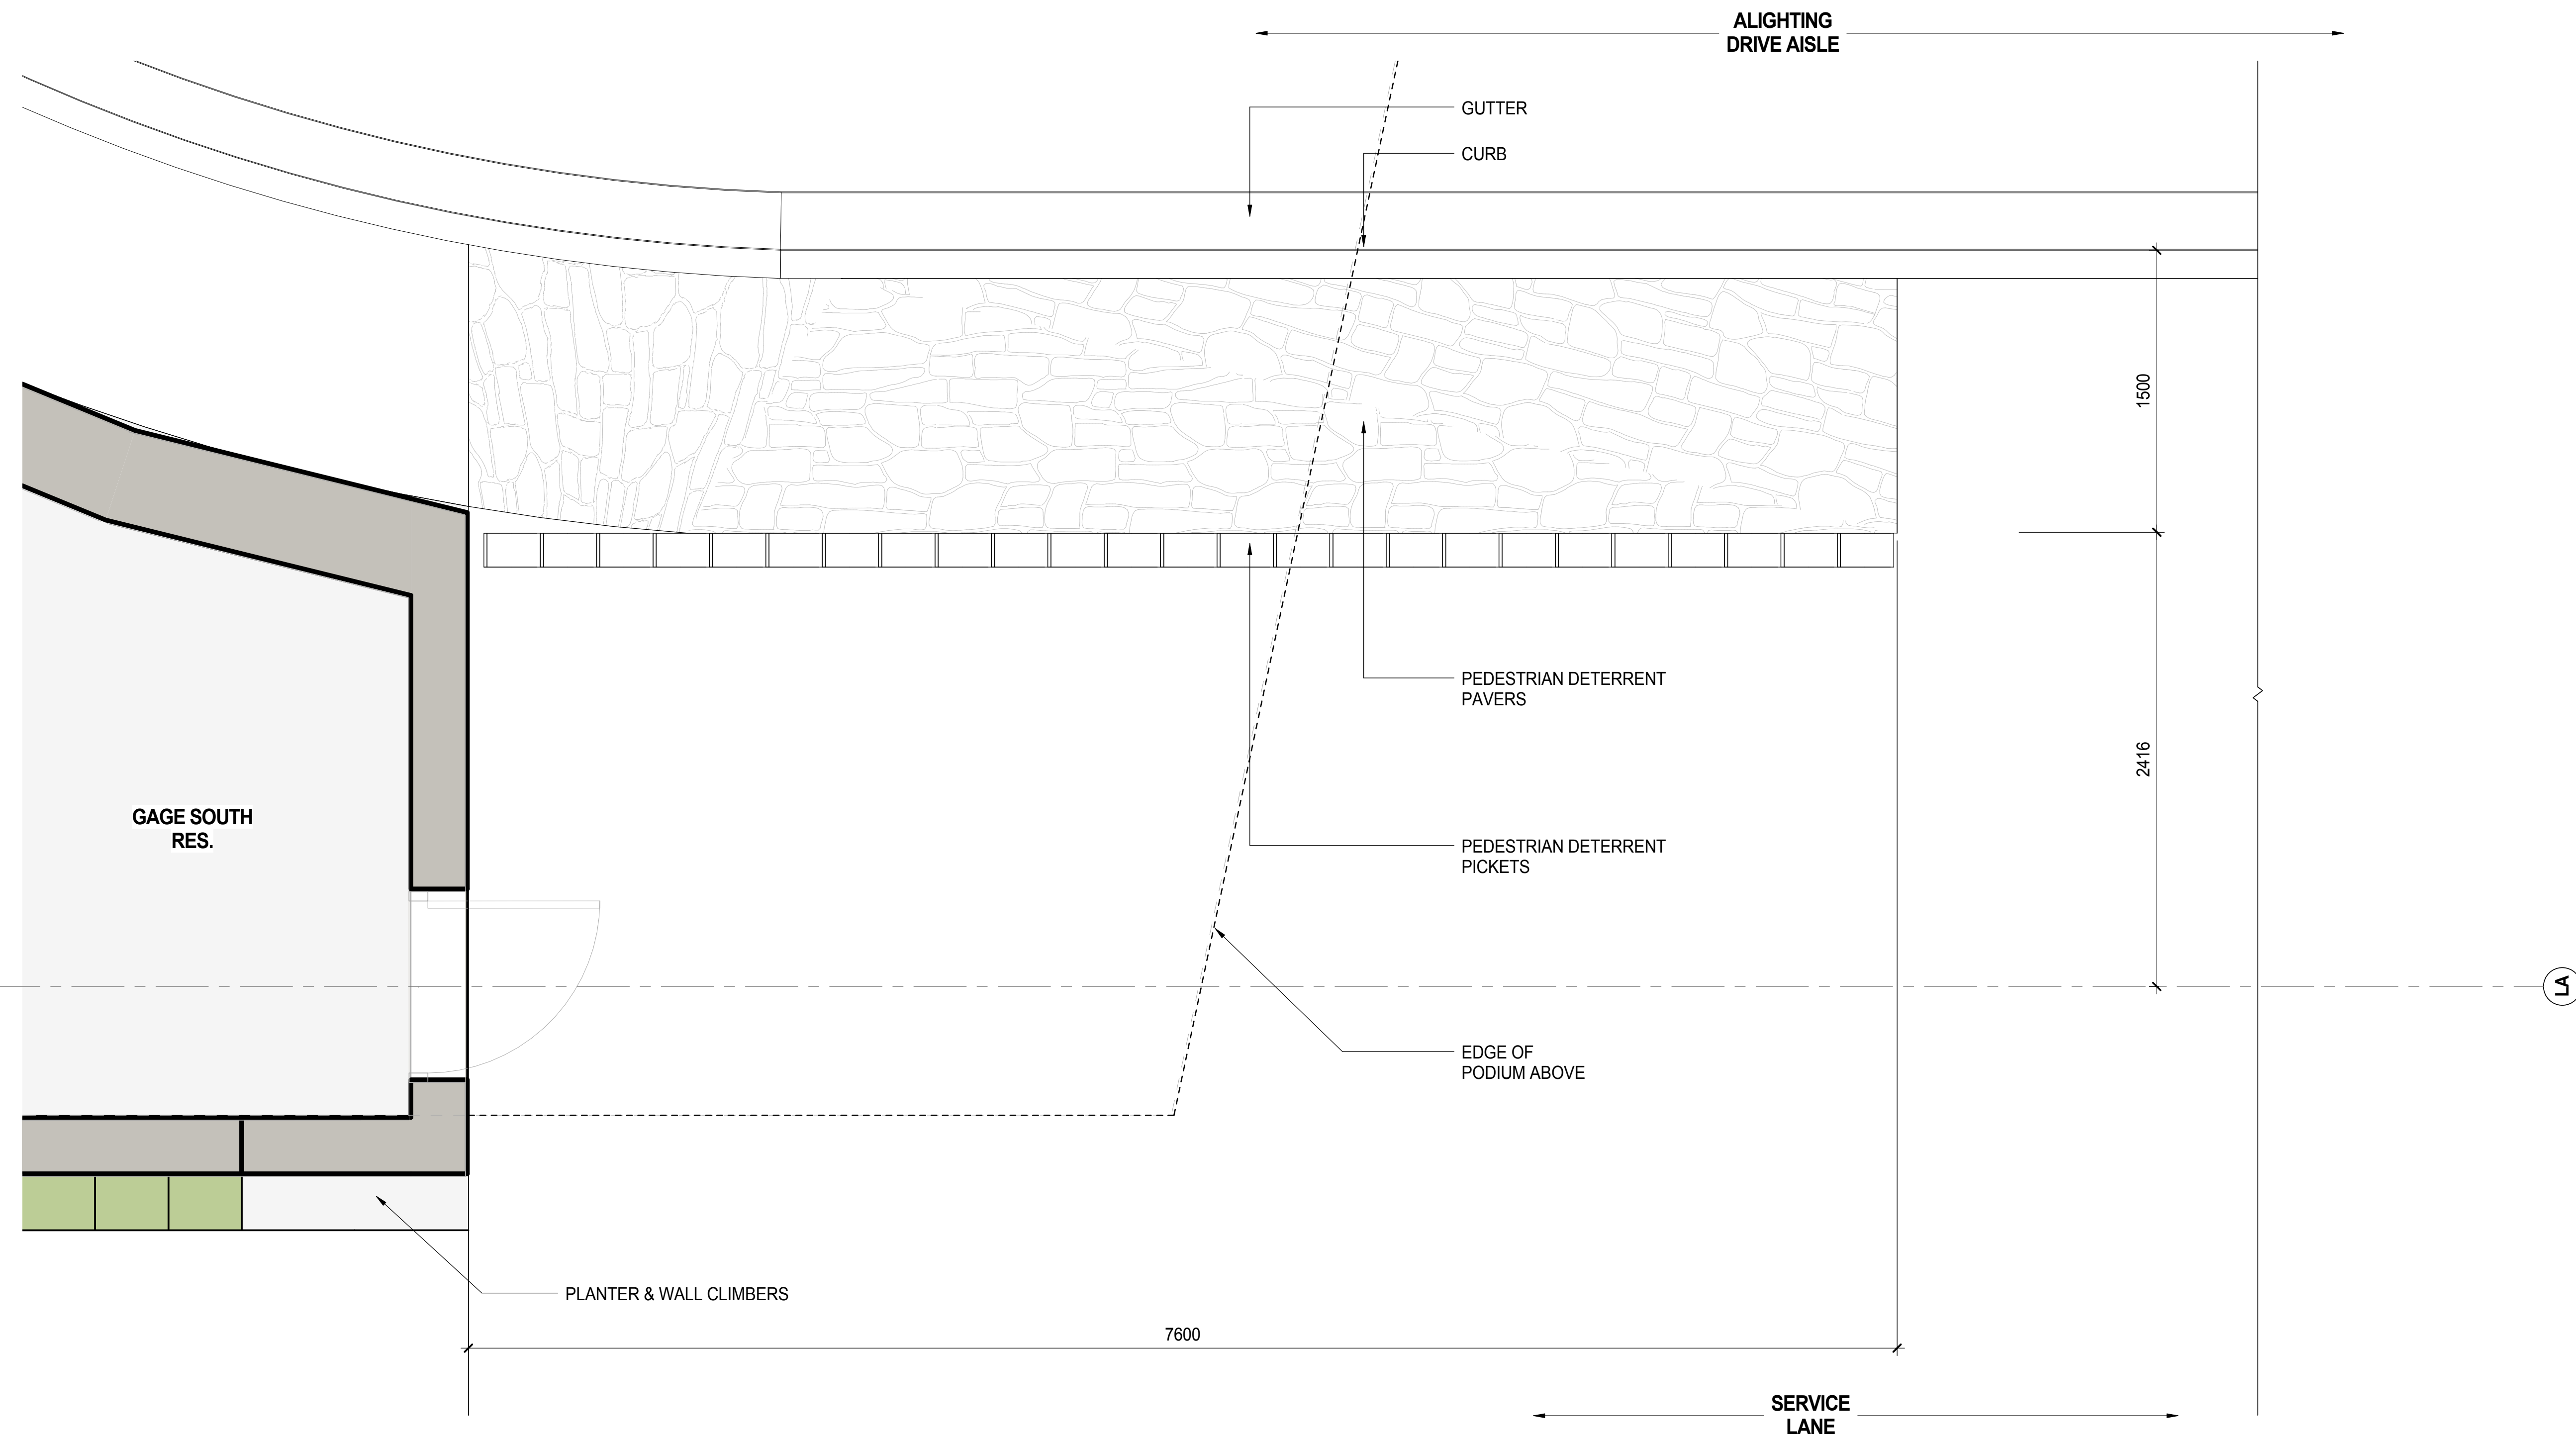 ALIGHTING
DRIVE AISLE
GUTTER
CURB
1500
PEDESTRIAN DETERRENT
PAVERS
2416
GAGE SOUTH
RES.
PEDESTRIAN DETERRENT
PICKETS
LA
EDGE OF
PODIUM ABOVE
PLANTER & WALL CLIMBERS
7600
SERVICE
LANE